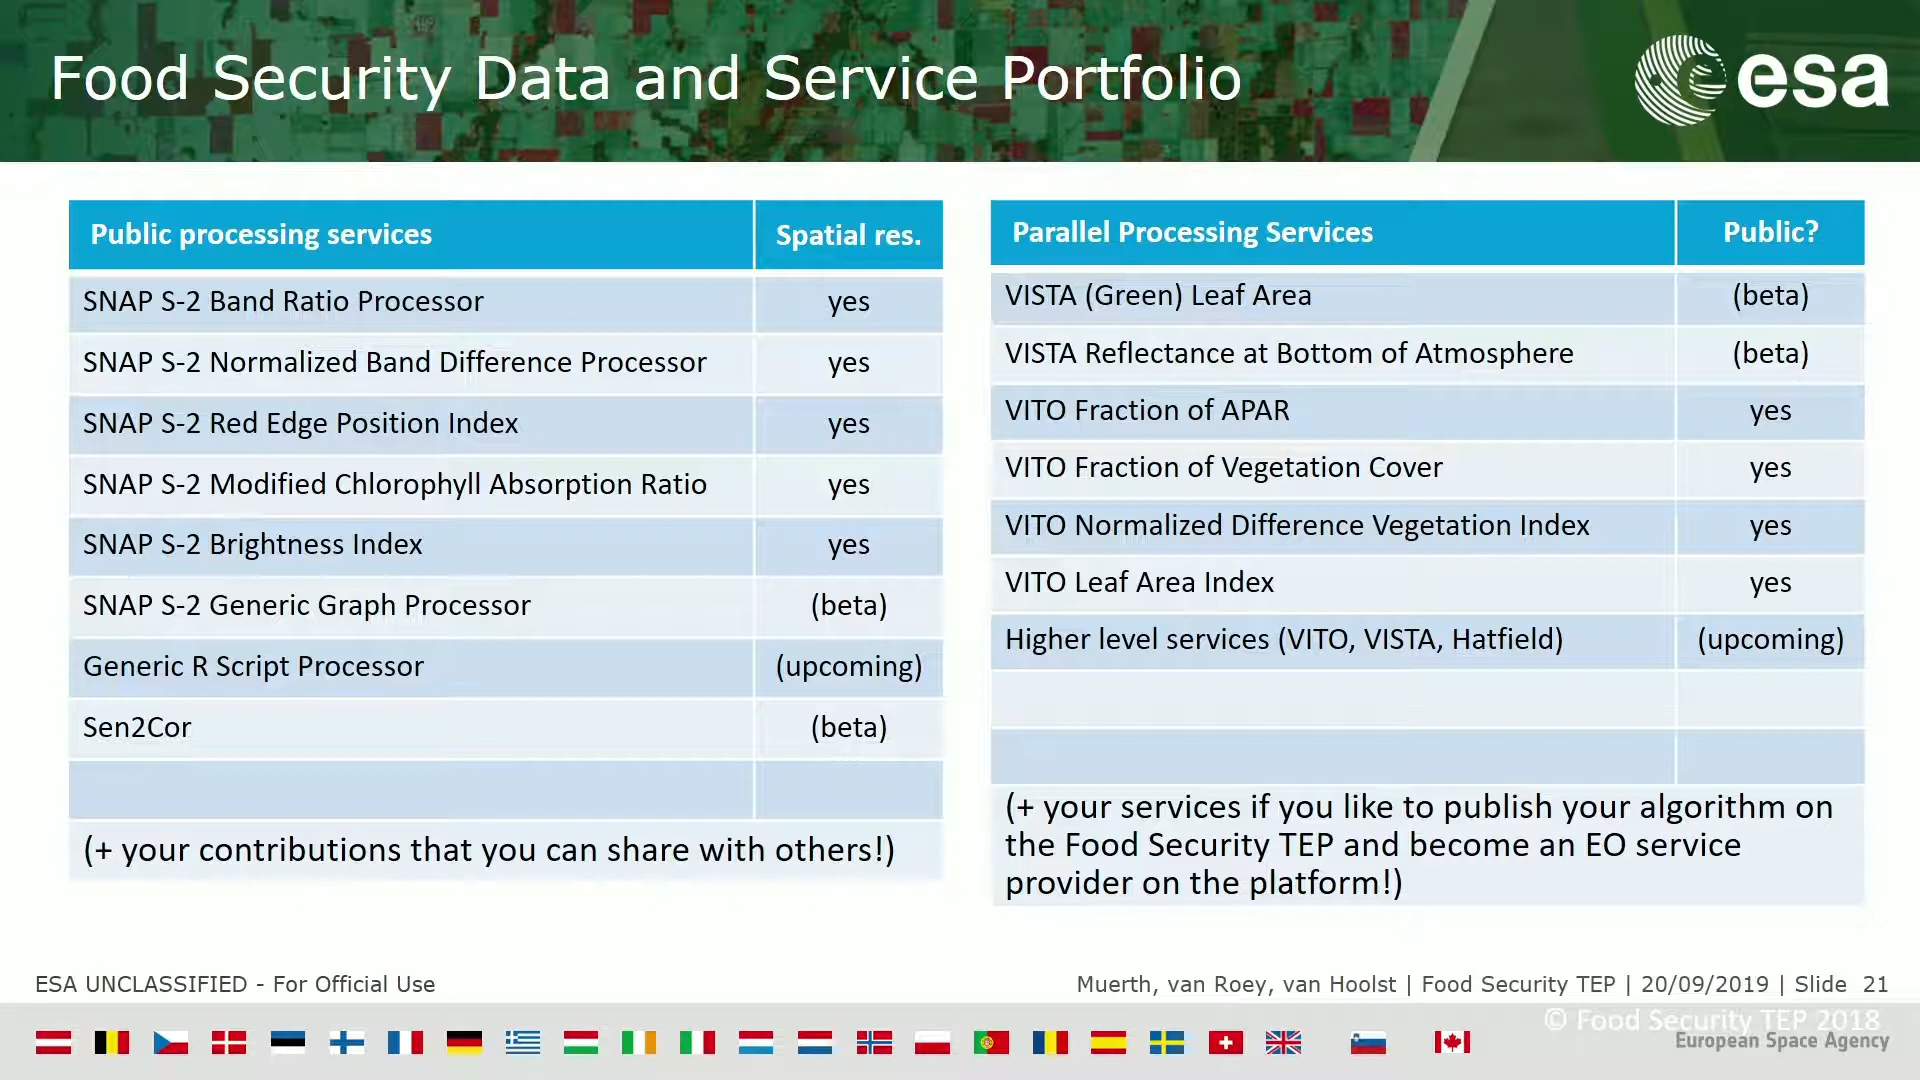 Food Security Data and Service Portfolio
esa
Public processing services Spatial res.
SNAP S-2 Band Ratio Processor yes
SNAP S-2 Normalized Band Difference Processor yes
SNAP S-2 Red Edge Position Index yes
SNAP S-2 Modified Chlorophyll Absorption Ratio yes
SNAP S-2 Brightness Index yes
SNAP S-2 Generic Graph Processor (beta)
Generic R Script Processor (upcoming)
Sen2Cor (beta)
(+ your contributions that you can share with others!)
Parallel Processing Services Public?
VISTA (Green) Leaf Area (beta)
VISTA Reflectance at Bottom of Atmosphere (beta)
VITO Fraction of APAR yes
VITO Fraction of Vegetation Cover yes
VITO Normalized Difference Vegetation Index yes
VITO Leaf Area Index yes
Higher level services (VITO, VISTA, Hatfield) (upcoming)
(+ your services if you like to publish your algorithm on
the Food Security TEP and become an EO service
provider on the platform!)
ESA UNCLASSIFIED - For Official Use
Muerth, van Roey, van Hoolst | Food Security TEP | 20/09/2019 | Slide 21
© Food Security TEP 2018
European Space Agency